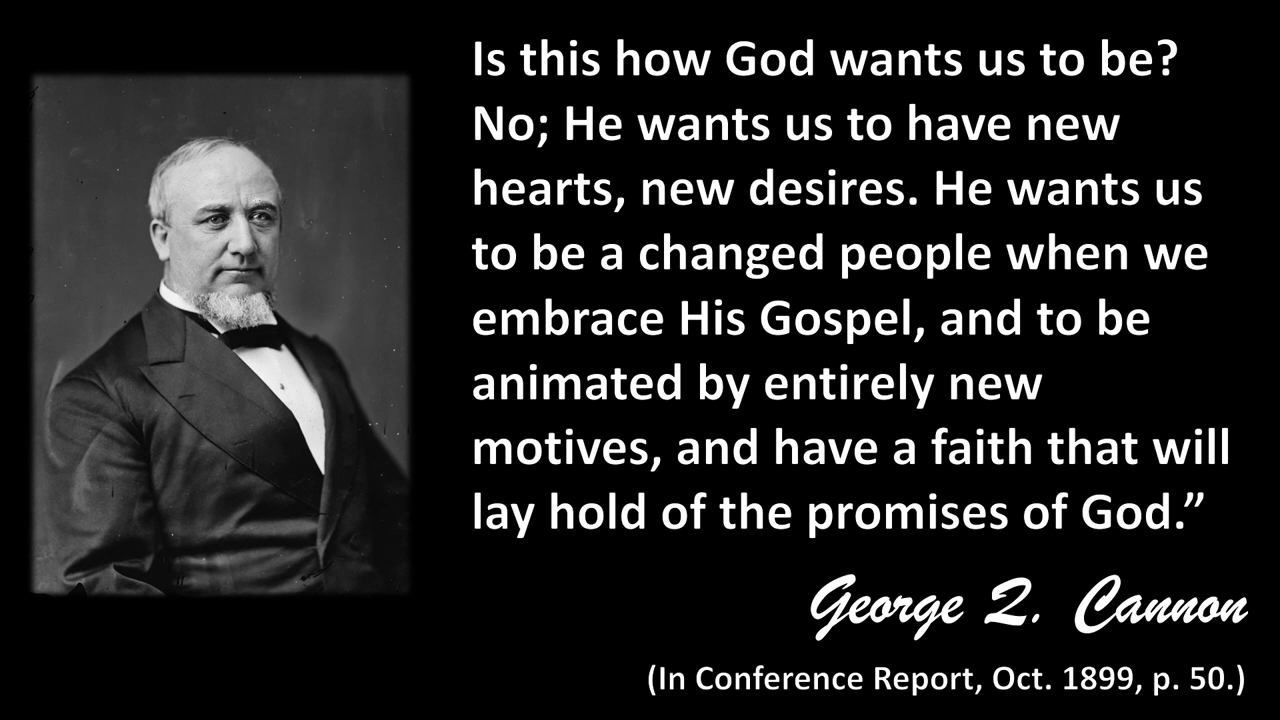 Is this how God wants us to be?
No; He wants us to have new
hearts, new desires. He wants us
to be a changed people when we
embrace His Gospel, and to be
animated by entirely new
motives, and have a faith that will
lay hold of the promises of God.”
George Q. Cannon
(In Conference Report, Oct. 1899, p. 50.)